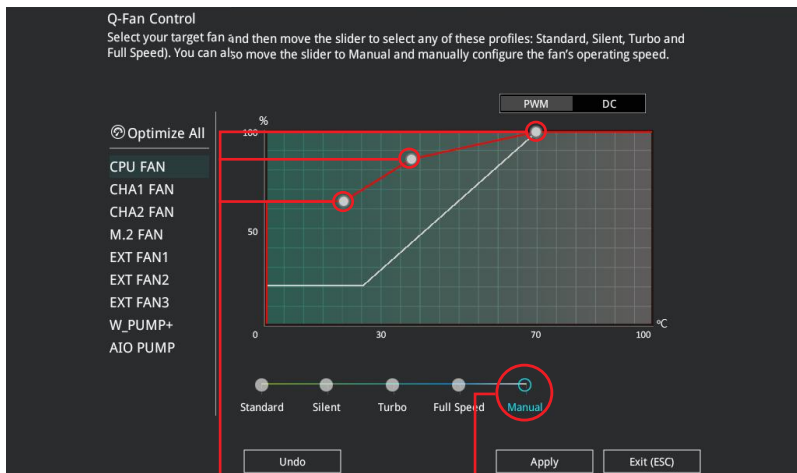 Q-Fan Control
Select your target fan and then move the slider to select any of these profiles: Standard, Silent, Turbo and
Full Speed). You can also move the slider to Manual and manually configure the fan's operating speed.
PWM DC
%
Optimize All
100
CPU FAN
CHA1 FAN
CHA2 FAN
M.2 FAN
50
EXT FAN1
EXT FAN2
EXT FAN3
W_PUMP+
AIO PUMP
°C
0 30 70 100
Standard Silent Turbo Full Speed Manual
Undo Apply Exit (ESC)